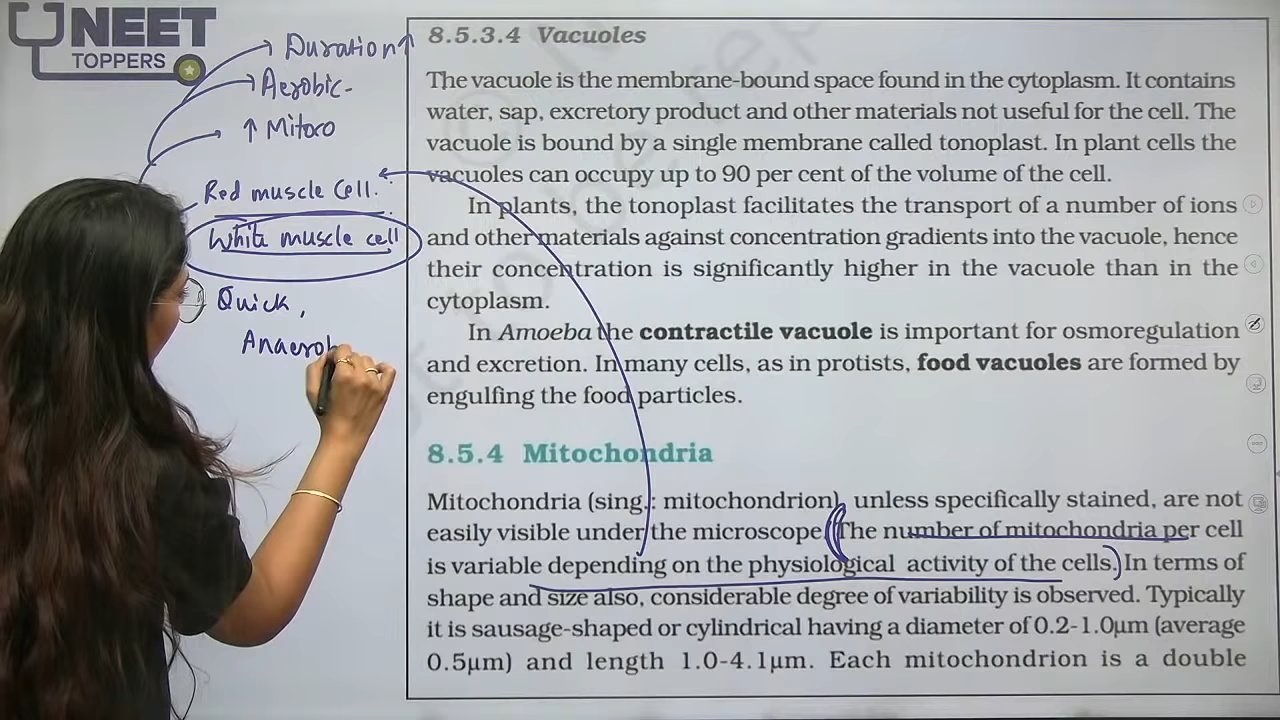 NEET
TOPPERS
Duration↑
Aerobic-
↑ Mitoco
Red muscle cell.
White muscle cell
Quick,
Anaerob
8.5.3.4 Vacuoles
The vacuole is the membrane-bound space found in the cytoplasm. It contains
water, sap, excretory product and other materials not useful for the cell. The
vacuole is bound by a single membrane called tonoplast. In plant cells the
vacuoles can occupy up to 90 per cent of the volume of the cell.
In plants, the tonoplast facilitates the transport of a number of ions
and other materials against concentration gradients into the vacuole, hence
their concentration is significantly higher in the vacuole than in the
cytoplasm.
In Amoeba the contractile vacuole is important for osmoregulation
and excretion. In many cells, as in protists, food vacuoles are formed by
engulfing the food particles.
8.5.4 Mitochondria
Mitochondria (sing.: mitochondrion), unless specifically stained, are not
easily visible under the microscope. The number of mitochondria per cell
is variable depending on the physiological activity of the cells. In terms of
shape and size also, considerable degree of variability is observed. Typically
it is sausage-shaped or cylindrical having a diameter of 0.2-1.0μm (average
0.5μm) and length 1.0-4.1μm. Each mitochondrion is a double